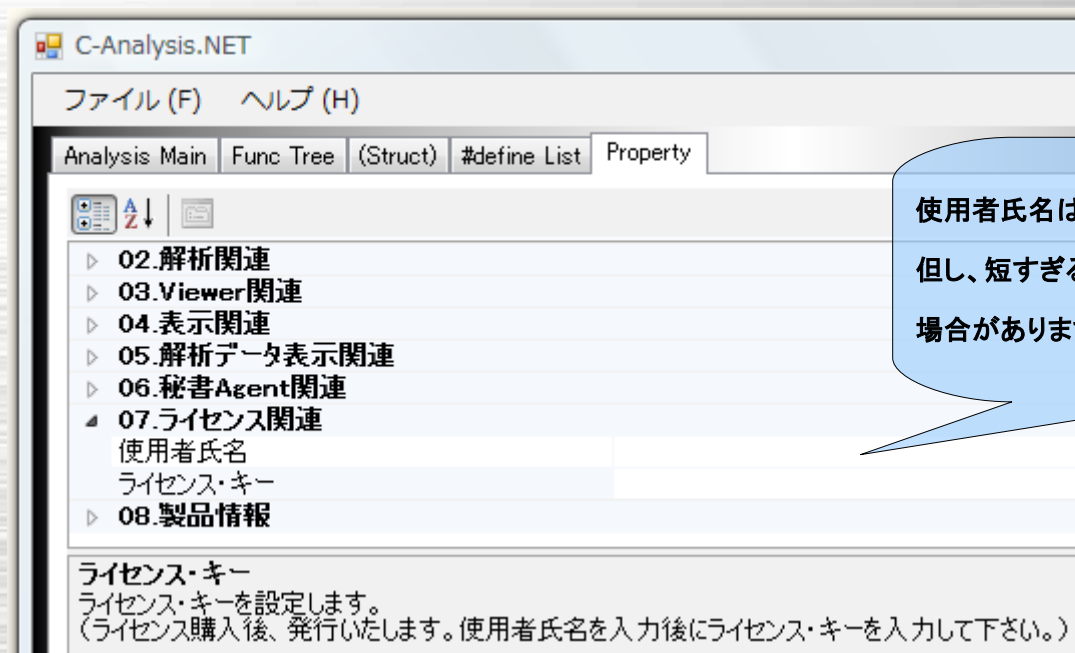 C-Analysis.NET
ファイル (F) ヘルプ (H)
Analysis Main Func Tree (Struct) #define List Property
使用者氏名は
但し、短すぎる
場合があります
02.解析関連
03.Viewer関連
04.表示関連
05.解析データ表示関連
06.秘書Agent関連
07.ライセンス関連
使用者氏名
ライセンス・キー
08.製品情報
ライセンス・キー
ライセンス・キーを設定します。
(ライセンス購入後、発行いたします。使用者氏名を入力後にライセンス・キーを入力して下さい。)